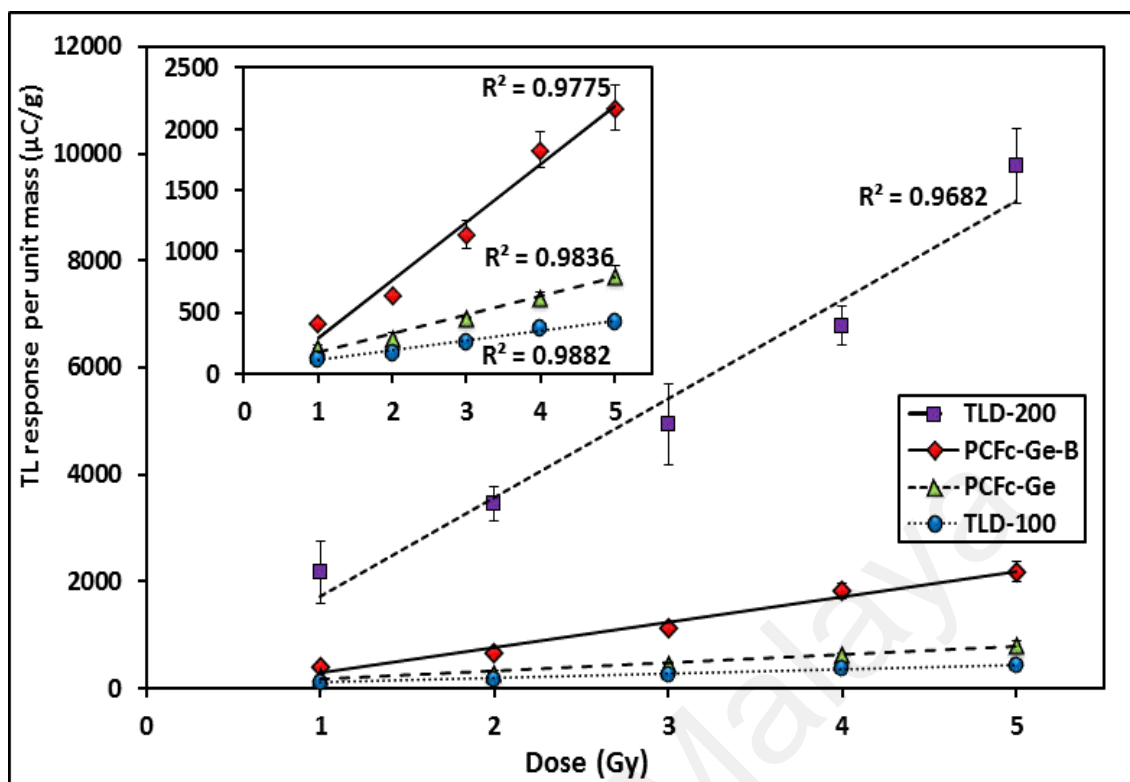 12000
10000
8000
6000
4000
2000
0
TL response per unit mass (µC/g)
2500
2000
1500
1000
500
0
R² = 0.9775
R² = 0.9836
R² = 0.9882
0 1 2 3 4 5
R² = 0.9682
TLD-200
PCFc-Ge-B
PCFc-Ge
TLD-100
0 1 2 3 4 5
Dose (Gy)
Malaya